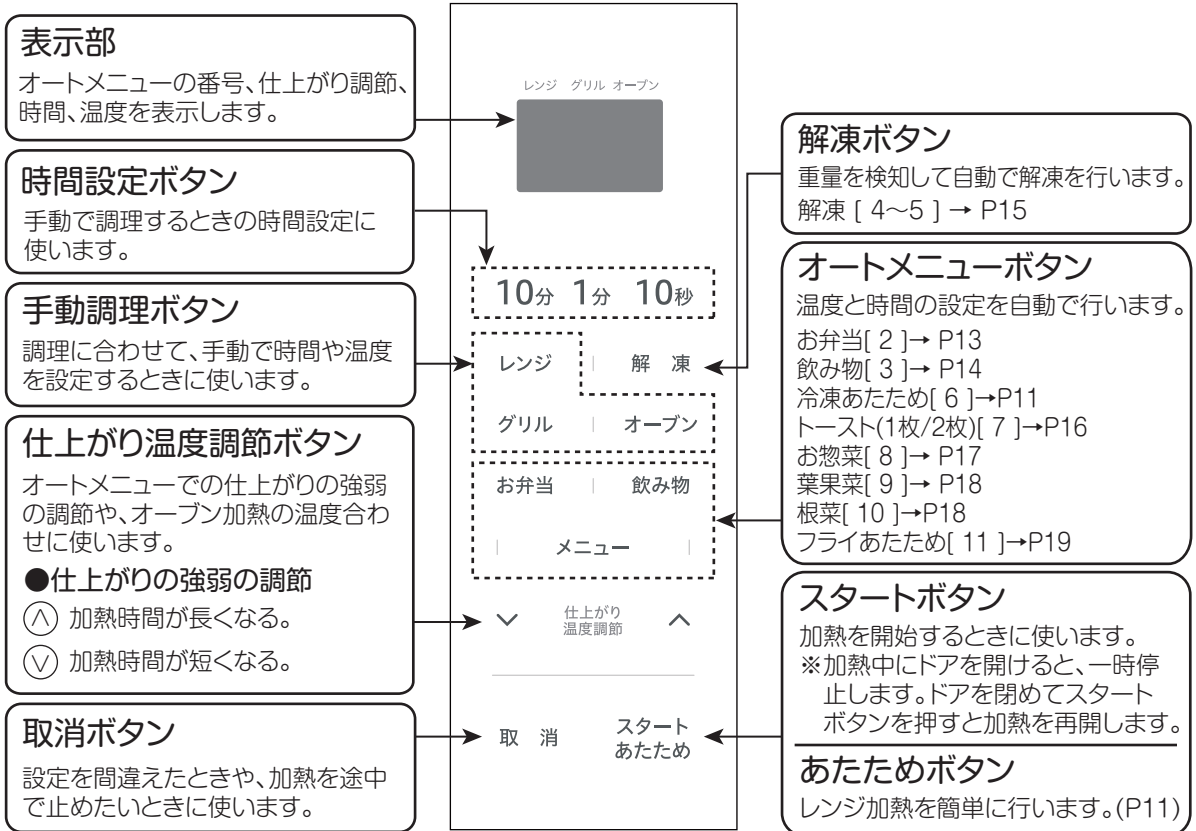 表示部
オートメニューの番号、仕上がり調節、
時間、温度を表示します。
時間設定ボタン
手動で調理するときの時間設定に
使います。
手動調理ボタン
調理に合わせて、手動で時間や温度
を設定するときに使います。
仕上がり温度調節ボタン
オートメニューでの仕上がりの強弱
の調節や、オーブン加熱の温度合わ
せに使います。
●仕上がりの強弱の調節
加熱時間が長くなる。
加熱時間が短くなる。
取消ボタン
設定を間違えたときや、加熱を途中
で止めたいときに使います。
レンジ グリル オーブン
10分 1分 10秒
レンジ 解 凍
グリル オーブン
お弁当 飲み物
メニュー
仕上がり
温度調節
取 消
スタート
あたため
解凍ボタン
重量を検知して自動で解凍を行います。
解凍 [ 4〜5 ] → P15
オートメニューボタン
温度と時間の設定を自動で行います。
お弁当[ 2 ]→ P13
飲み物[ 3 ]→ P14
冷凍あたため[ 6 ]→P11
トースト(1枚/2枚)[ 7 ]→P16
お惣菜[ 8 ]→ P17
葉果菜[ 9 ]→ P18
根菜[ 10 ]→P18
フライあたため[ 11 ]→P19
スタートボタン
加熱を開始するときに使います。
※加熱中にドアを開けると、一時停
止します。ドアを閉めてスタート
ボタンを押すと加熱を再開します。
あたためボタン
レンジ加熱を簡単に行います。(P11)